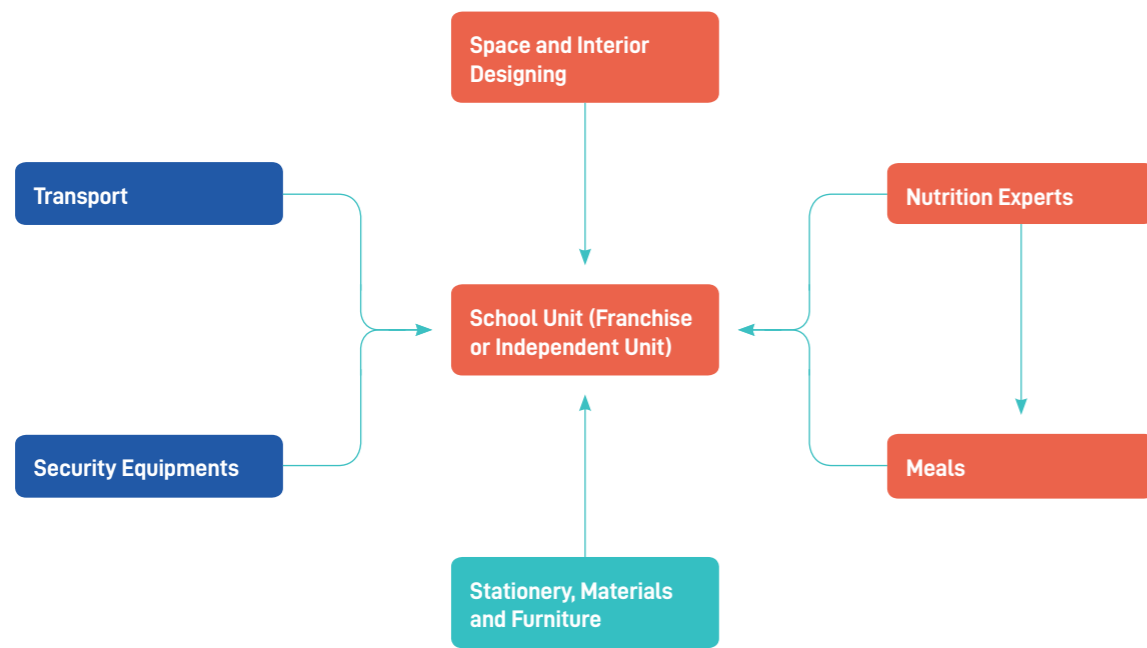 Space and Interior
Designing
Transport
Nutrition Experts
School Unit (Franchise
or Independent Unit)
Security Equipments
Meals
Stationery, Materials
and Furniture